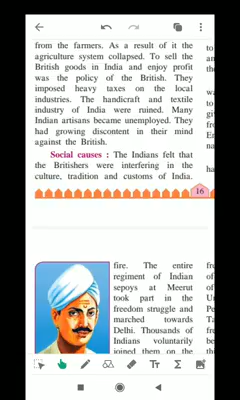 from the farmers. As a result of it the
agriculture system collapsed. To sell the
British goods in India and enjoy profit
was the policy of the British. They
imposed heavy taxes on the local
industries. The handicraft and textile
industry of India were ruined. Many
Indian artisans became unemployed. They
had growing discontent in their mind
against the British.
Social causes : The Indians felt that
the Britishers were interfering in the
culture, tradition and customs of India.
16
fire. The entire
regiment of Indian
sepoys at Meerut
took part in the
freedom struggle and
marched towards
Delhi. Thousands of
Indians voluntarily
joined them on the